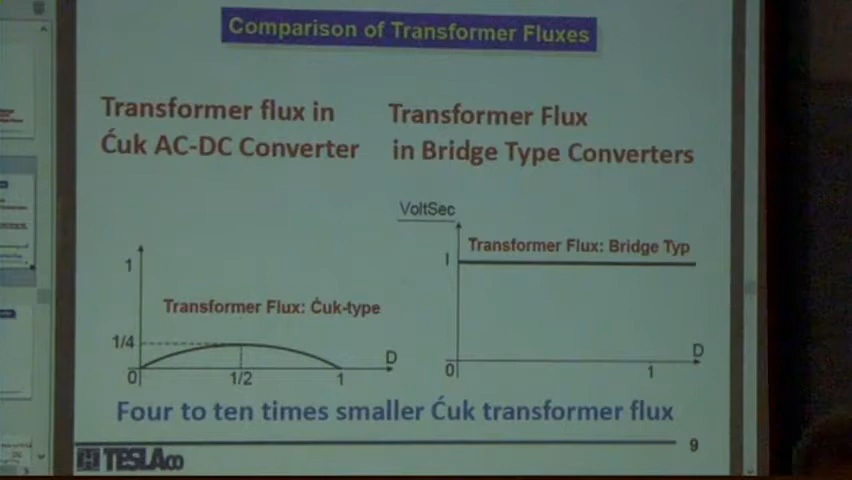 Comparison of Transformer Fluxes
Transformer flux in
Ćuk AC-DC Converter
Transformer Flux
in Bridge Type Converters
1
Transformer Flux: Ćuk-type
1/4
D
0
1/2
1
VoltSec
Transformer Flux: Bridge Typ
1
D
0
1
Four to ten times smaller Ćuk transformer flux
TESLAco
9